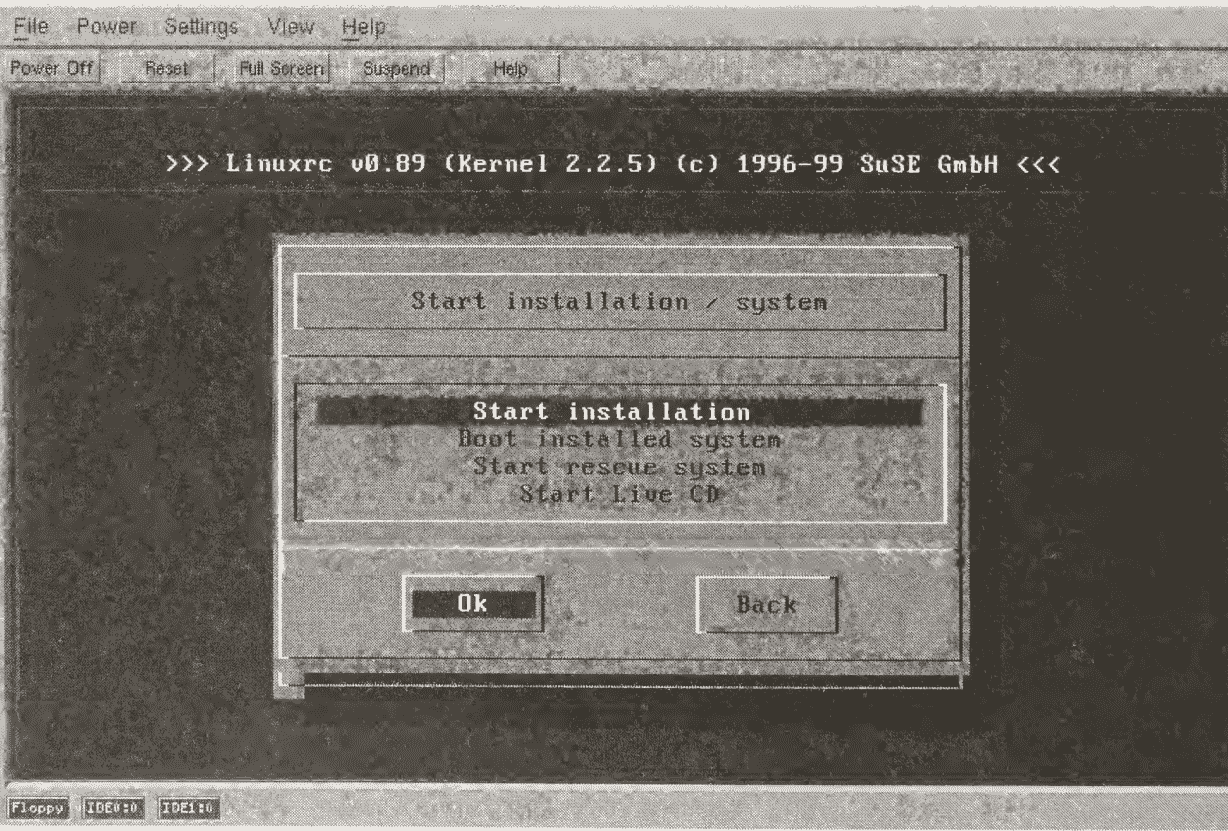 File Power Settings View Help
Power Off Reset Full Screen Suspend Help
>>> Linuxrc v0.89 (Kernel 2.2.5) (c) 1996-99 SuSE GmbH <<<
Start installation / system
Start installation
Boot installed system
Start rescue system
Start Live CD
Ok Back
Floppy IDE0:0 IDE1:0